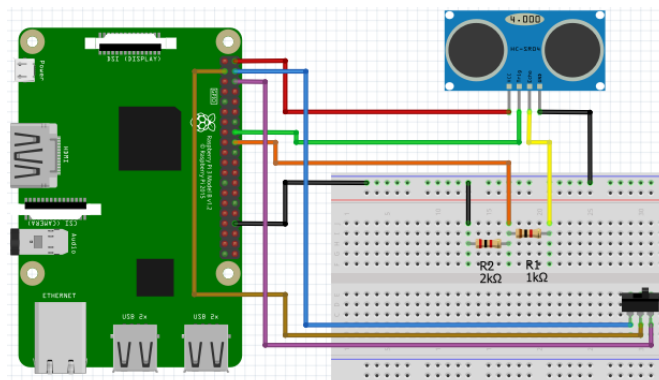 4.000
HC-SR04
Vcc
Trig
Echo
GND
DSI (DISPLAY)
Power
GPIO
HDMI
Raspberry Pi 3 Model B v1.2
© Raspberry Pi 2015
CSI (CAMERA)
Audio
ETHERNET
USB 2x
USB 2x
R2
2kΩ
R1
1kΩ